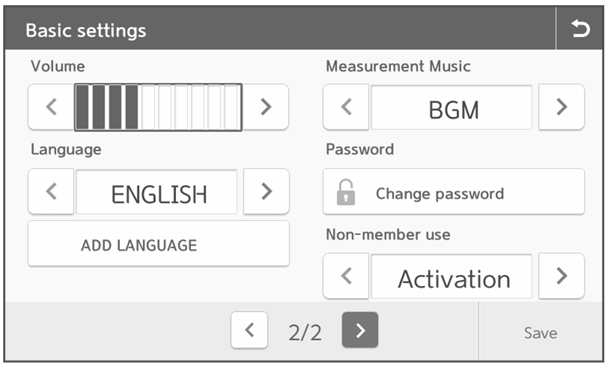 Basic settings
Volume
Measurement Music
BGM
Language
ENGLISH
Password
Change password
ADD LANGUAGE
Non-member use
Activation
2/2
Save